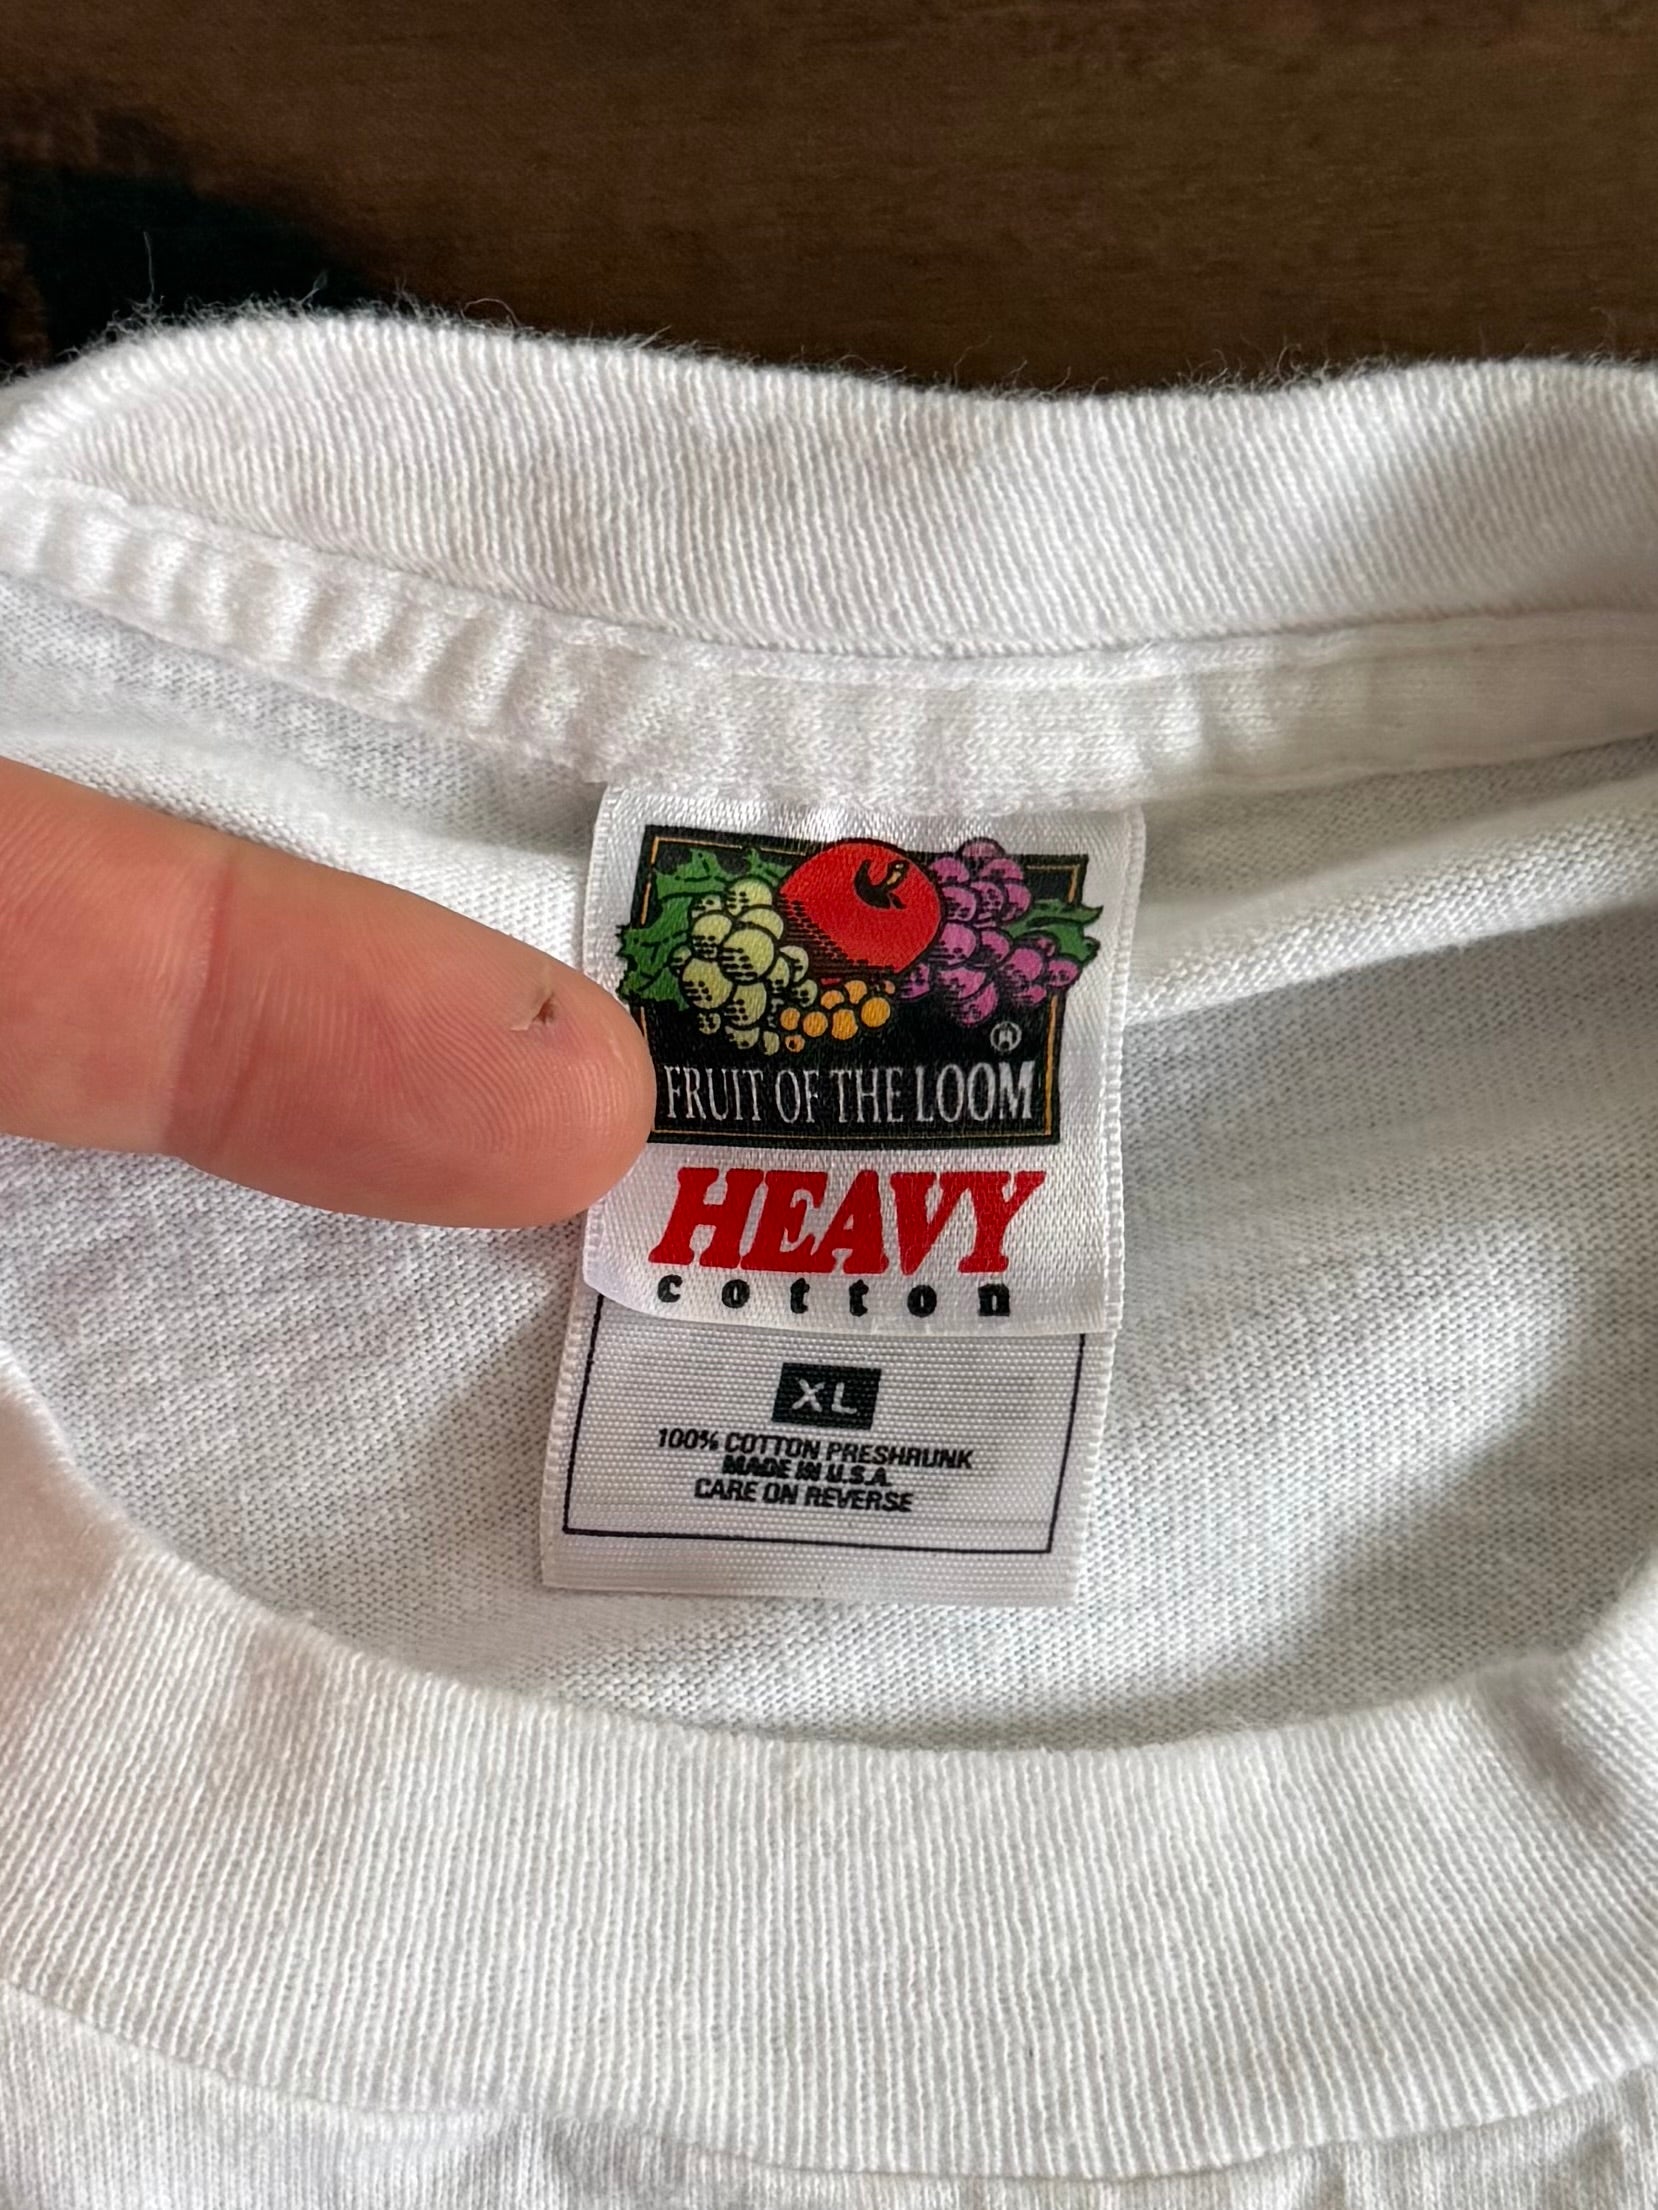 ®
FRUIT OF THE LOOM
HEAVY
cotton
XL
100% COTTON PRESHRUNK
MADE IN U.S.A.
CARE ON REVERSE